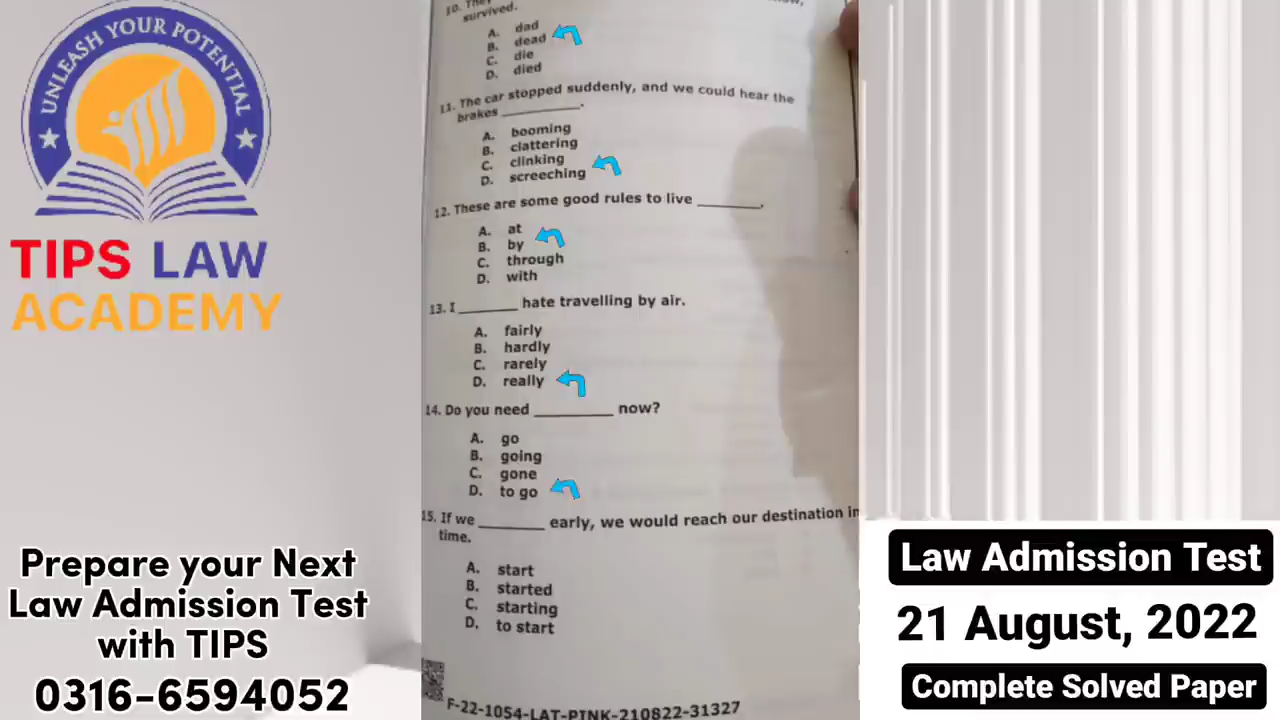 UNLEASH YOUR POTENTIAL
TIPS LAW
ACADEMY
Prepare your Next
Law Admission Test
with TIPS
0316-6594052
10. They
survived.
A. dad
B. dead
C. die
D. died
11. The car stopped suddenly, and we could hear the
brakes ________.
A. booming
B. clattering
C. clinking
D. screeching
12. These are some good rules to live ________.
A. at
B. by
C. through
D. with
13. I ________ hate travelling by air.
A. fairly
B. hardly
C. rarely
D. really
14. Do you need ________ now?
A. go
B. going
C. gone
D. to go
15. If we ________ early, we would reach our destination in
time.
A. start
B. started
C. starting
D. to start
F-22-1054-LAT-PINK-210822-31327
Law Admission Test
21 August, 2022
Complete Solved Paper